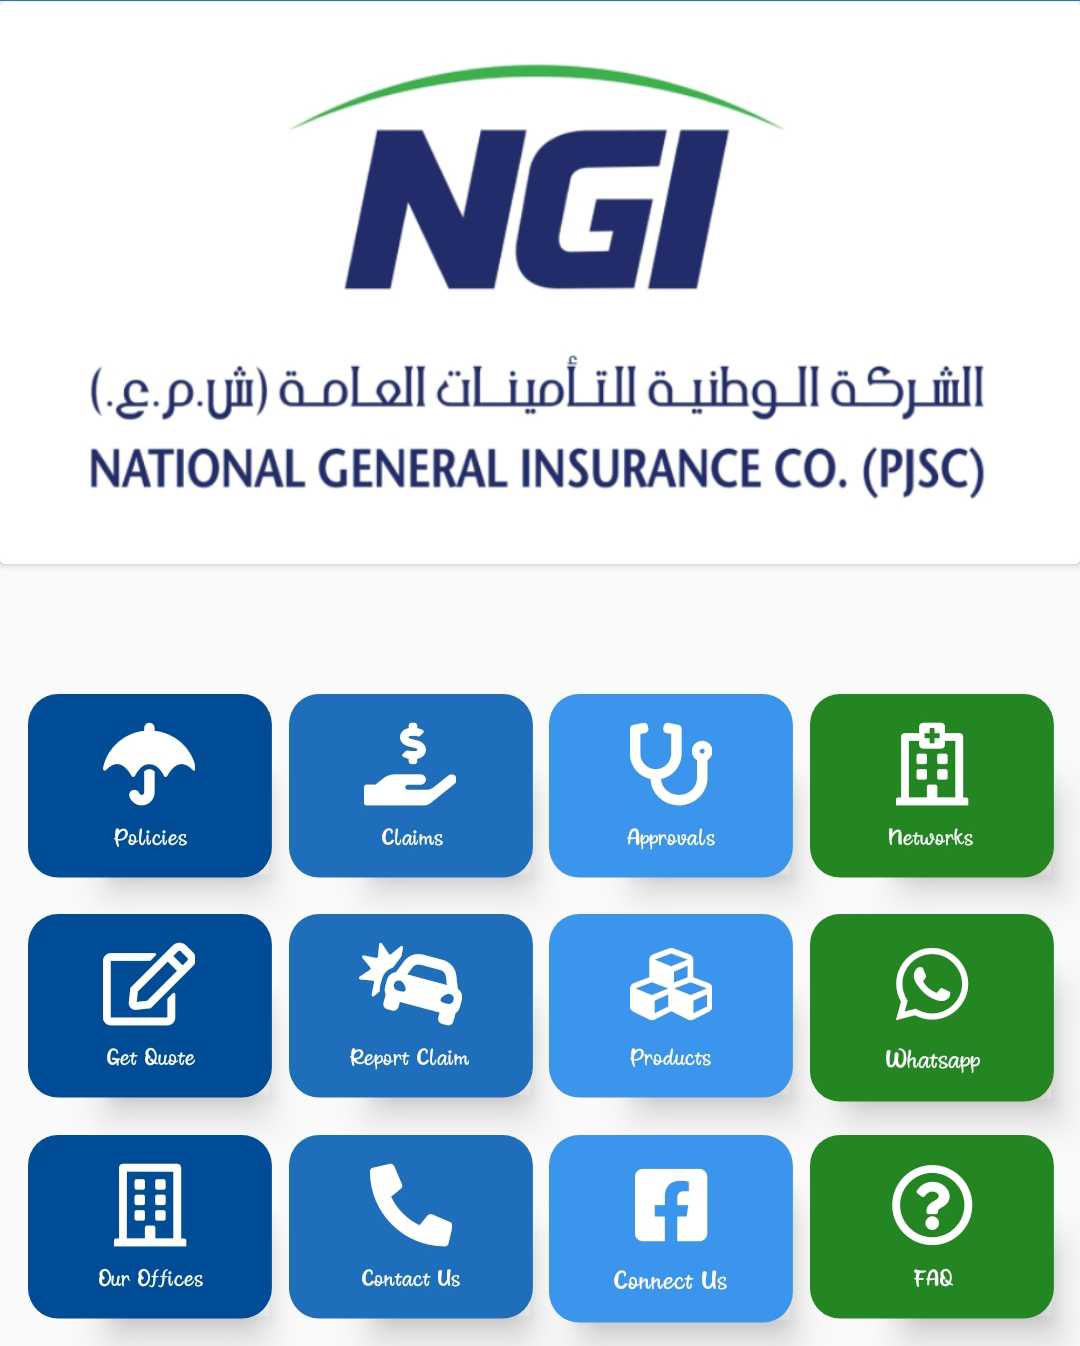 NGI
الشركة الوطنية للتأمينات العامة (ش.م.ع.)
NATIONAL GENERAL INSURANCE CO. (PJSC)
Policies
Claims
Approvals
Networks
Get Quote
Report Claim
Products
Whatsapp
Our Offices
Contact Us
Connect Us
FAQ